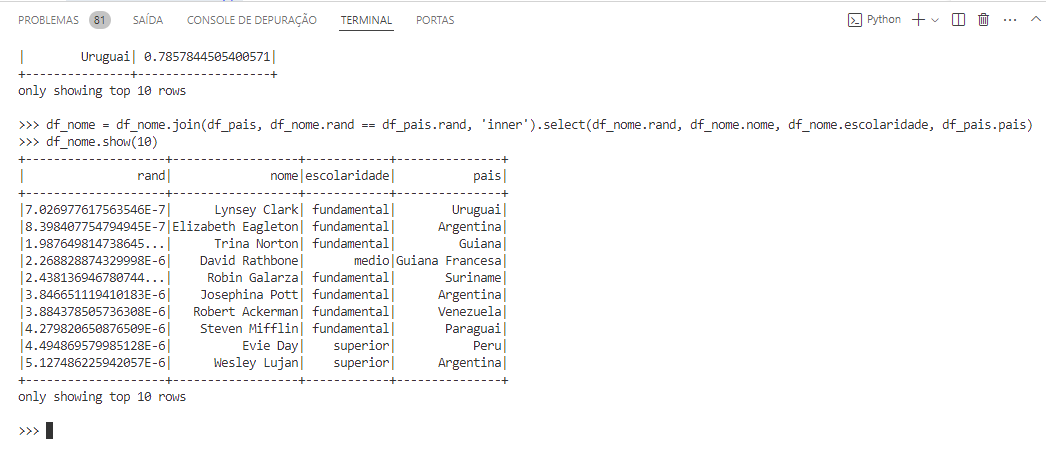 PROBLEMAS 81 SAÍDA CONSOLE DE DEPURAÇÃO TERMINAL PORTAS Python
|        Uruguai| 0.7857844505400571|
+---------------+-------------------+
only showing top 10 rows
>>> df_nome = df_nome.join(df_pais, df_nome.rand == df_pais.rand, 'inner').select(df_nome.rand, df_nome.nome, df_nome.escolaridade, df_pais.pais)
>>> df_nome.show(10)
+--------------------+------------------+------------+---------------+
|                rand|              nome|escolaridade|           pais|
+--------------------+------------------+------------+---------------+
|7.026977617563546E-7|      Lynsey Clark| fundamental|        Uruguai|
|8.398407754794945E-7|Elizabeth Eagleton| fundamental|      Argentina|
|1.987649814738645...|      Trina Norton| fundamental|         Guiana|
|2.268828874329998E-6|    David Rathbone|       medio|Guiana Francesa|
|2.438136946780744...|     Robin Galarza| fundamental|       Suriname|
|3.846651119410183E-6|    Josephina Pott| fundamental|      Argentina|
|3.884378505736308E-6|   Robert Ackerman| fundamental|      Venezuela|
|4.279820650876509E-6|    Steven Mifflin| fundamental|       Paraguai|
|4.494869579985128E-6|          Evie Day|    superior|           Peru|
|5.127486225942057E-6|      Wesley Lujan|    superior|      Argentina|
+--------------------+------------------+------------+---------------+
only showing top 10 rows
>>>